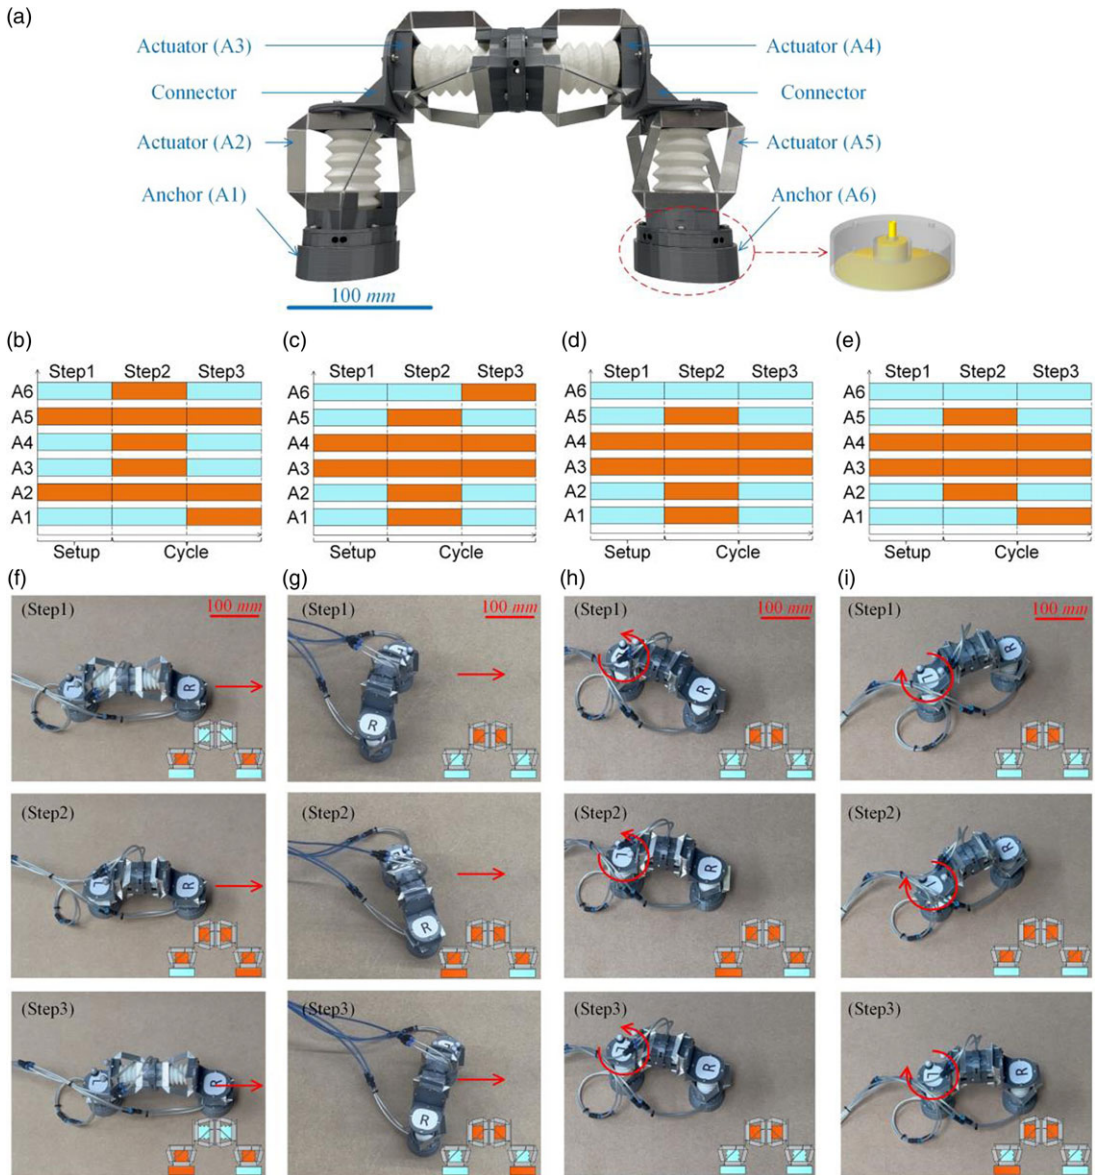 (a)
Actuator (A3)
Actuator (A4)
Connector
Connector
Actuator (A2)
Actuator (A5)
Anchor (A1)
Anchor (A6)
100 mm
(b)
(c)
(d)
(e)
Step1 Step2 Step3
A6
A5
A4
A3
A2
A1
Setup Cycle
Step1 Step2 Step3
A6
A5
A4
A3
A2
A1
Setup Cycle
Step1 Step2 Step3
A6
A5
A4
A3
A2
A1
Setup Cycle
Step1 Step2 Step3
A6
A5
A4
A3
A2
A1
Setup Cycle
(f)
(g)
(h)
(i)
(Step1) 100 mm
L R
(Step1) 100 mm
L R
(Step1) 100 mm
L R
(Step1) 100 mm
L R
(Step2)
L R
(Step2)
R
(Step2)
L R
(Step2)
L R
(Step3)
L R
(Step3)
R
(Step3)
L R
(Step3)
L R